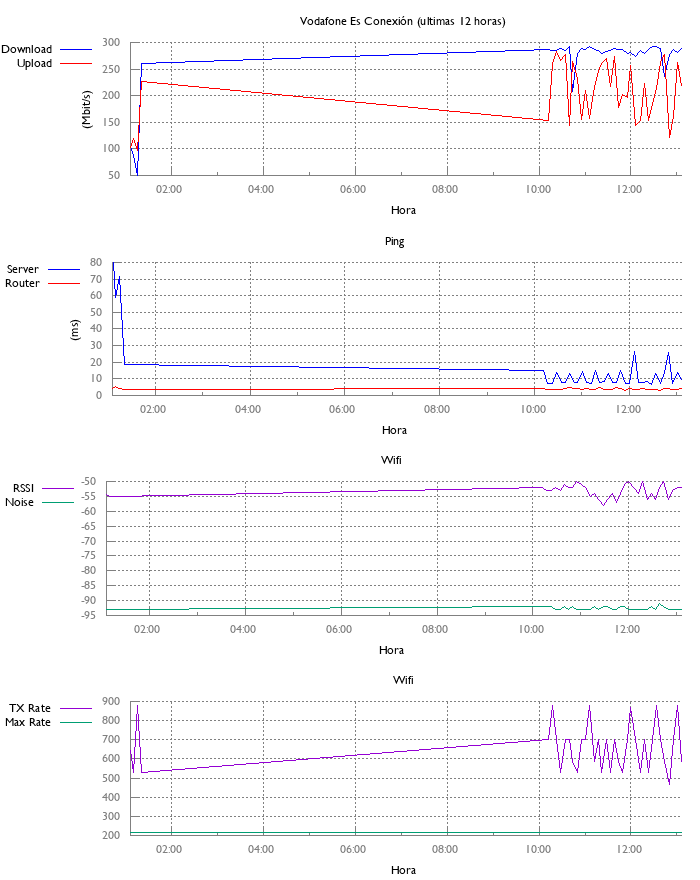 Vodafone Es Conexión (ultimas 12 horas)
Download
Upload
(Mbit/s)
300
250
200
150
100
50
02:00 04:00 06:00 08:00 10:00 12:00
Hora
Ping
Server
Router
(ms)
80
70
60
50
40
30
20
10
0
02:00 04:00 06:00 08:00 10:00 12:00
Hora
Wifi
RSSI
Noise
-50
-55
-60
-65
-70
-75
-80
-85
-90
-95
02:00 04:00 06:00 08:00 10:00 12:00
Hora
Wifi
TX Rate
Max Rate
900
800
700
600
500
400
300
200
02:00 04:00 06:00 08:00 10:00 12:00
Hora